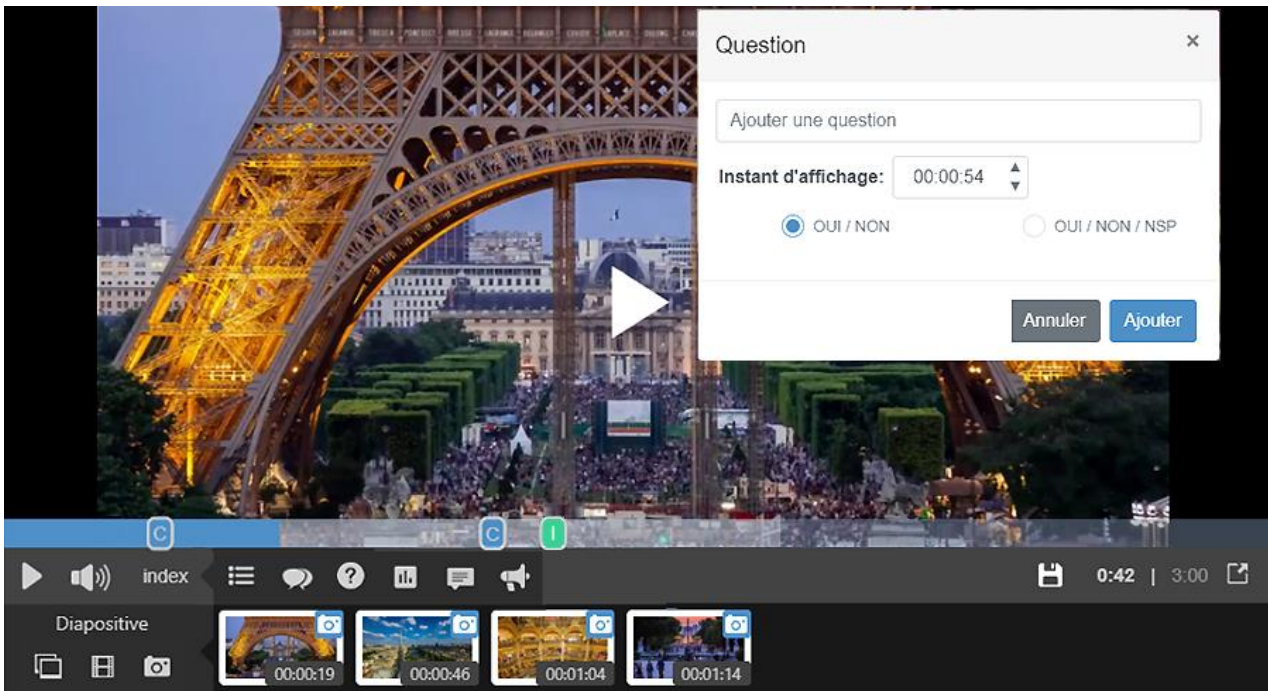 Question ×
Ajouter une question
Instant d'affichage: 00:00:54
OUI / NON OUI / NON / NSP
Annuler Ajouter
C C I
index ? 0:42 | 3:00
Diapositive
00:00:19 00:00:46 00:01:04 00:01:14